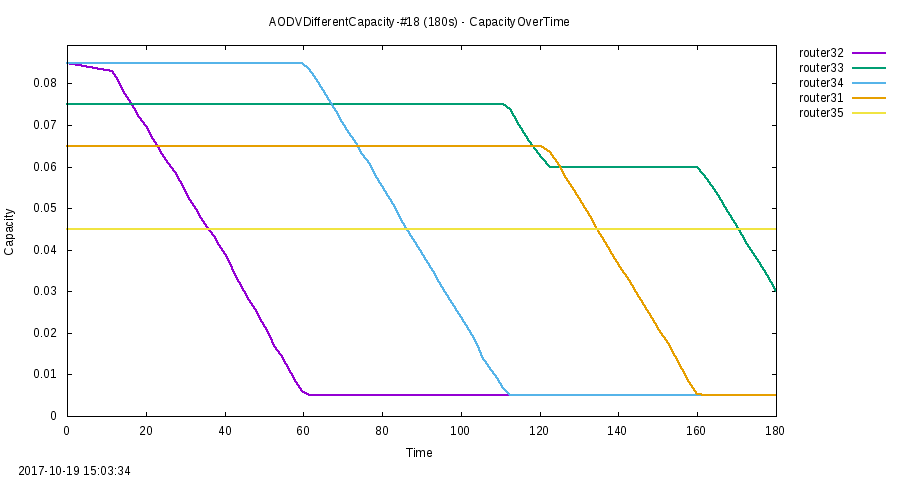 AODVDifferentCapacity-#18 (180s) - CapacityOverTime
router32
router33
router34
router31
router35
Capacity
0.08
0.07
0.06
0.05
0.04
0.03
0.02
0.01
0
0 20 40 60 80 100 120 140 160 180
Time
2017-10-19 15:03:34